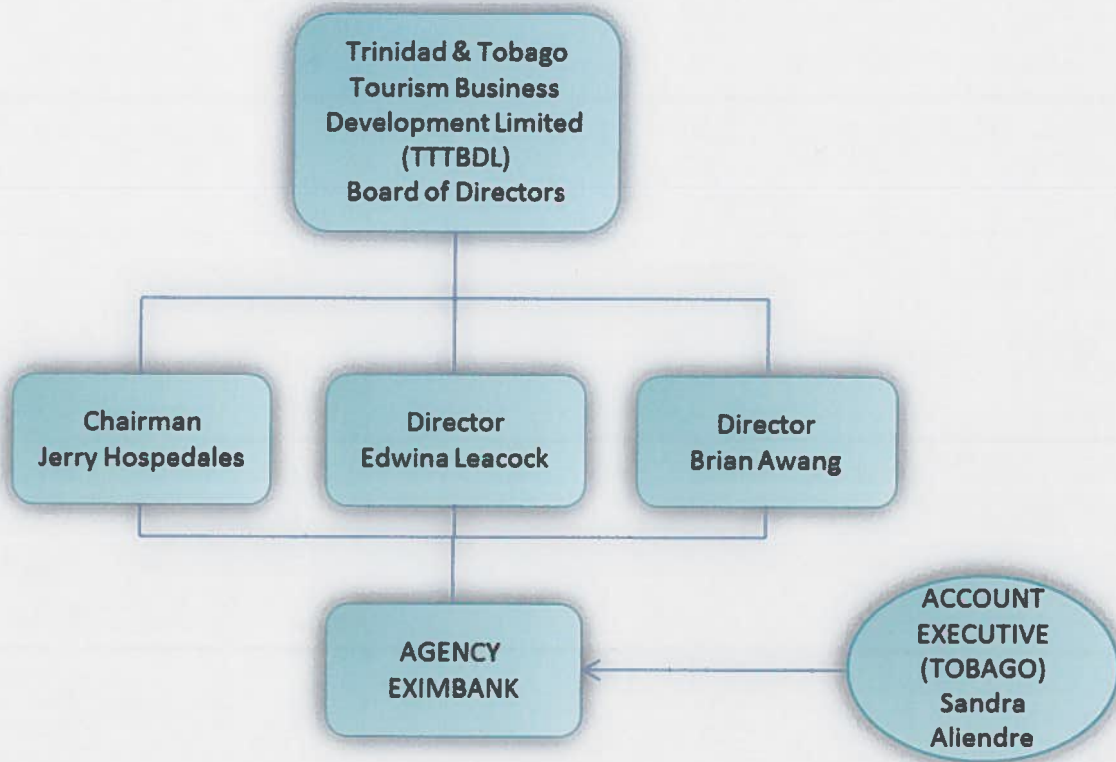 Trinidad & Tobago
Tourism Business
Development Limited
(TTTBDL)
Board of Directors
Chairman
Jerry Hospedales
Director
Edwina Leacock
Director
Brian Awang
AGENCY
EXIMBANK
ACCOUNT
EXECUTIVE
(TOBAGO)
Sandra
Aliendre